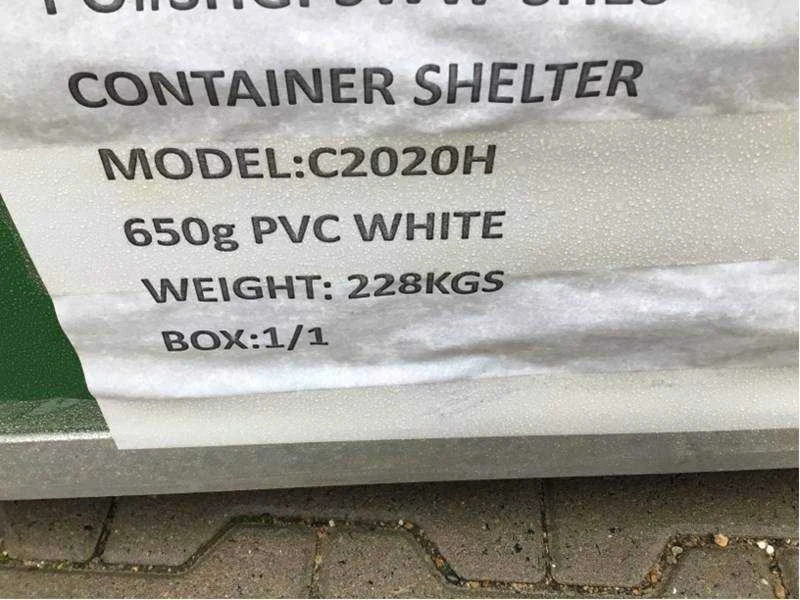 CONTAINER SHELTER
MODEL:C2020H
650g PVC WHITE
WEIGHT: 228KGS
BOX:1/1